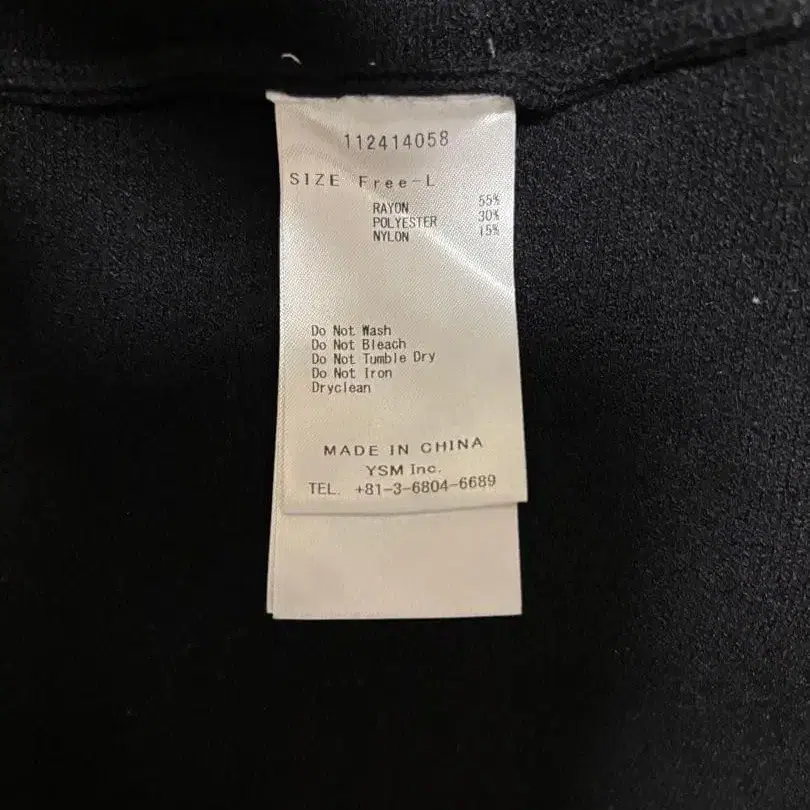 112414058
SIZE Free-L
RAYON 55%
POLYESTER 30%
NYLON 15%
Do Not Wash
Do Not Bleach
Do Not Tumble Dry
Do Not Iron
Dryclean
MADE IN CHINA
YSM Inc.
TEL. +81-3-6804-6689